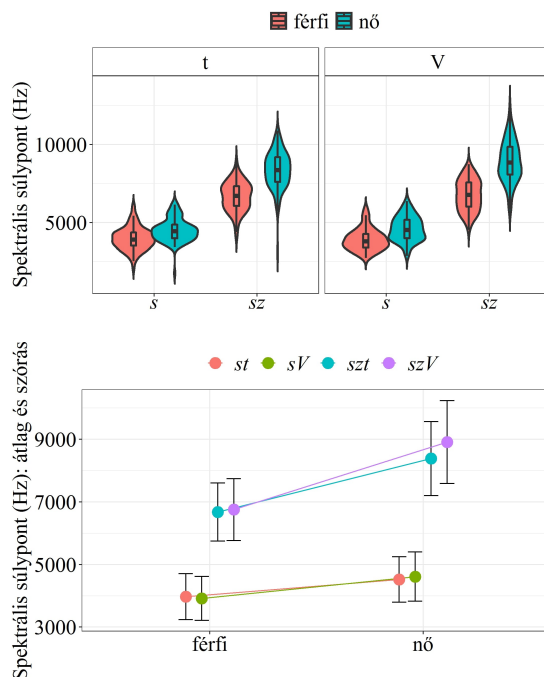 férfi nő
t V
Spektrális súlypont (Hz)
10000
5000
s sz s sz
st sV szt szV
Spektrális súlypont (Hz): átlag és szórás
9000
7000
5000
3000
férfi nő